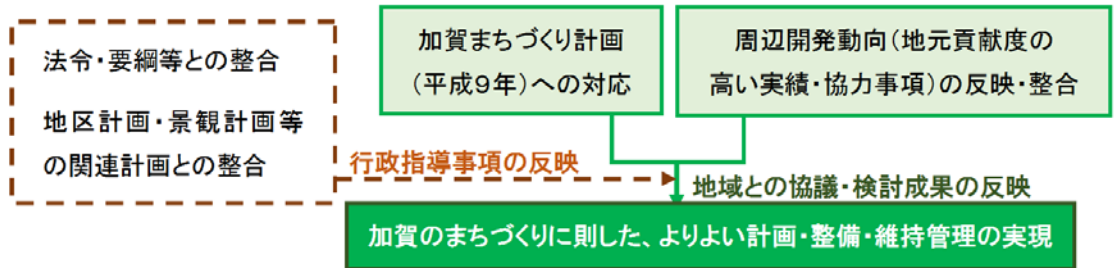 法令・要綱等との整合
地区計画・景観計画等
の関連計画との整合
加賀まちづくり計画
(平成9年)への対応
周辺開発動向(地元貢献度の
高い実績・協力事項)の反映・整合
行政指導事項の反映
地域との協議・検討成果の反映
加賀のまちづくりに則した、よりよい計画・整備・維持管理の実現